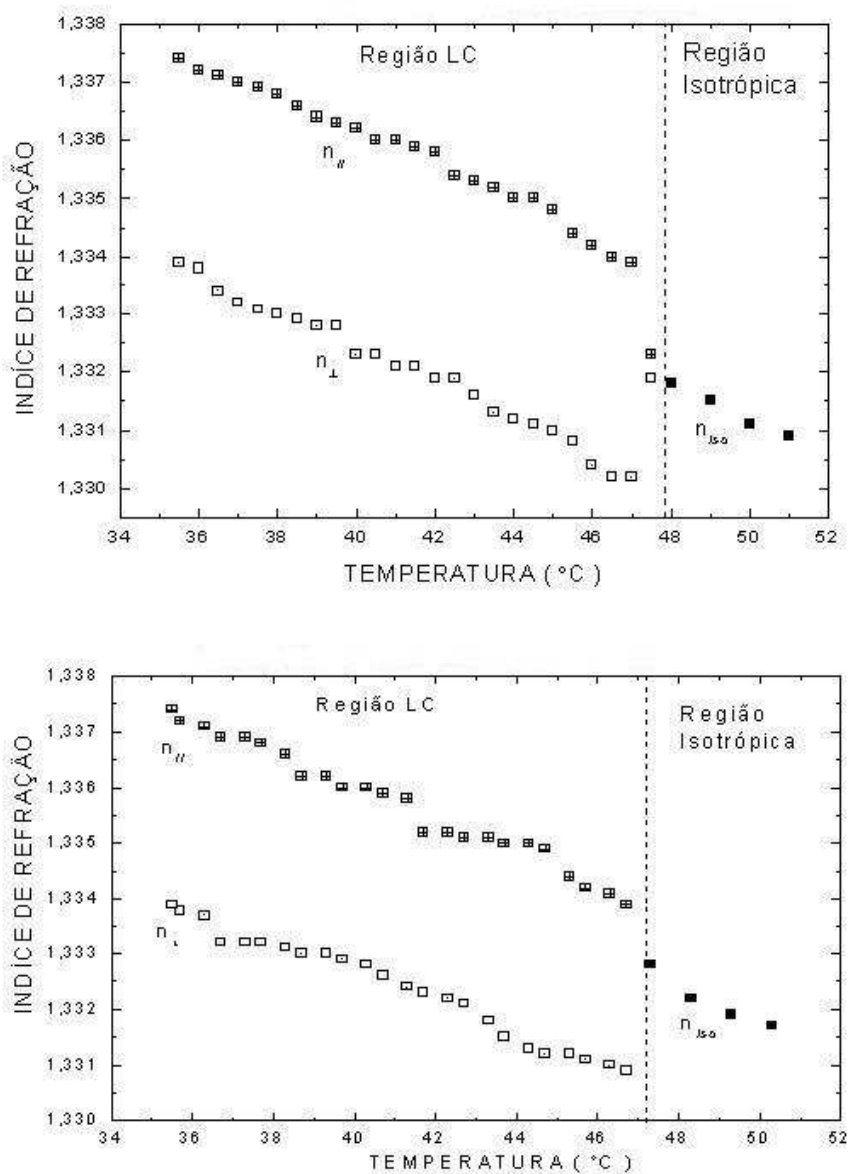 1,338
1,337
1,336
1,335
1,334
1,333
1,332
1,331
1,330
INDÍCE DE REFRAÇÃO
Região LC
Região
Isotrópica
n//
n⊥
niso
34 36 38 40 42 44 46 48 50 52
TEMPERATURA ( °C )
1,338
1,337
1,336
1,335
1,334
1,333
1,332
1,331
1,330
INDÍCE DE REFRAÇÃO
Região LC
Região
Isotrópica
n//
n⊥
niso
34 36 38 40 42 44 46 48 50 52
TEMPERATURA ( °C )